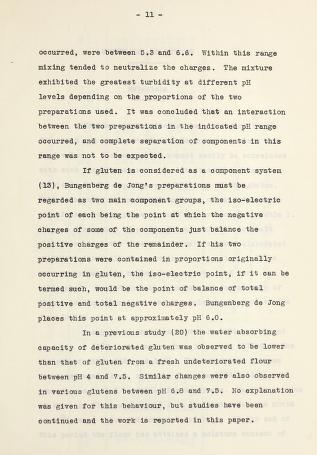 - 11 -
occurred, were between 5.3 and 6.6. Within this range
mixing tended to neutralize the charges. The mixture
exhibited the greatest turbidity at different pH
levels depending on the proportions of the two
preparations used. It was concluded that an interaction
between the two preparations in the indicated pH range
occurred, and complete separation of components in this
range was not to be expected.
If gluten is considered as a component system
(13), Bungenberg de Jong's preparations must be
regarded as two main component groups, the iso-electric
point of each being the point at which the negative
charges of some of the components just balance the
positive charges of the remainder. If his two
preparations were contained in proportions originally
occurring in gluten, the iso-electric point, if it can be
termed such, would be the point of balance of total
positive and total negative charges. Bungenberg de Jong
places this point at approximately pH 6.0.
In a previous study (20) the water absorbing
capacity of deteriorated gluten was observed to be lower
than that of gluten from a fresh undeteriorated flour
between pH 4 and 7.5. Similar changes were also observed
in various glutens between pH 6.8 and 7.5. No explanation
was given for this behaviour, but studies have been
continued and the work is reported in this paper.